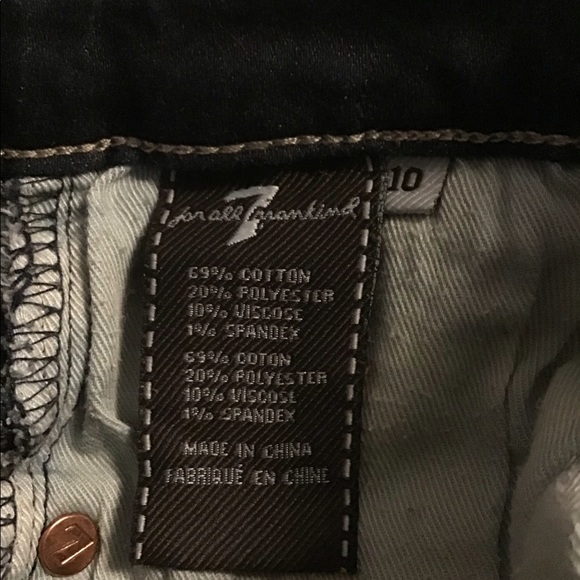 for all 7 mankind
10
69% COTTON
20% POLYESTER
10% VISCOSE
1% SPANDEX
69% COTON
20% POLYESTER
10% VISCOSE
1% SPANDEX
MADE IN CHINA
FABRIQUÉ EN CHINE
7